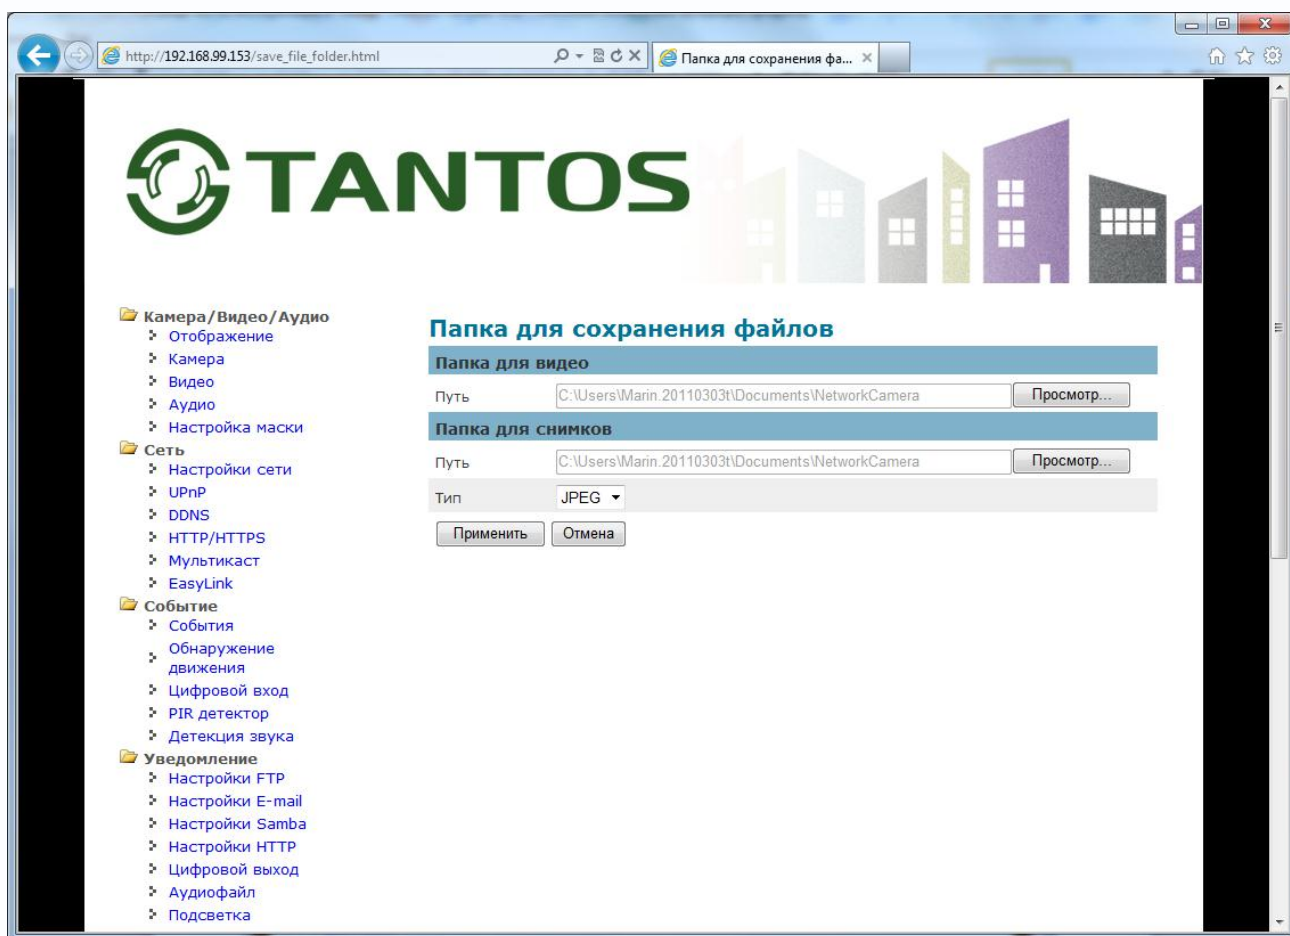 http://192.168.99.153/save_file_folder.html
Папка для сохранения фа...
TANTOS
Камера/Видео/Аудио
Отображение
Камера
Видео
Аудио
Настройка маски
Сеть
Настройки сети
UPnP
DDNS
HTTP/HTTPS
Мультикаст
EasyLink
Событие
События
Обнаружение
движения
Цифровой вход
PIR детектор
Детекция звука
Уведомление
Настройки FTP
Настройки E-mail
Настройки Samba
Настройки HTTP
Цифровой выход
Аудиофайл
Подсветка
Папка для сохранения файлов
Папка для видео
Путь C:\Users\Marin.20110303t\Documents\NetworkCamera Просмотр...
Папка для снимков
Путь C:\Users\Marin.20110303t\Documents\NetworkCamera Просмотр...
Тип JPEG
Применить Отмена